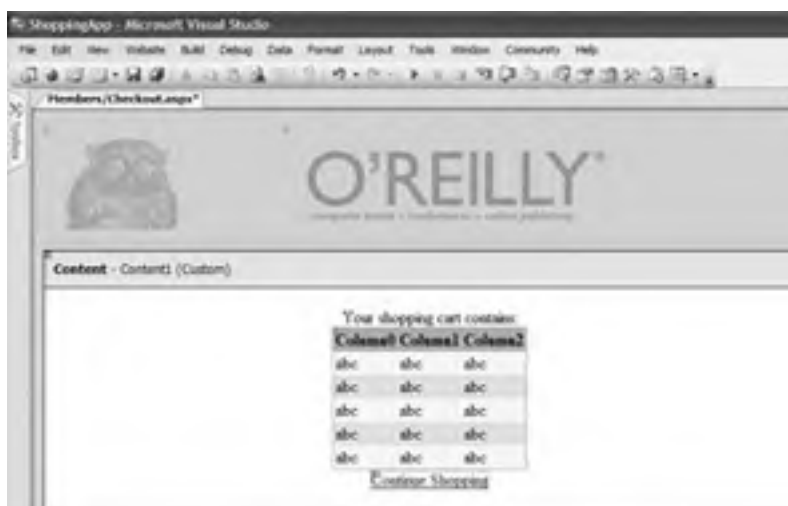 ShoppingApp - Microsoft Visual Studio
File Edit View Website Build Debug Data Format Layout Tools Window Community Help
Members/Checkout.aspx*
Toolbox
O'REILLY®
Content - Content1 (Custom)
Your shopping cart contains:
Column0 Column1 Column2
abc abc abc
abc abc abc
abc abc abc
abc abc abc
abc abc abc
Continue Shopping